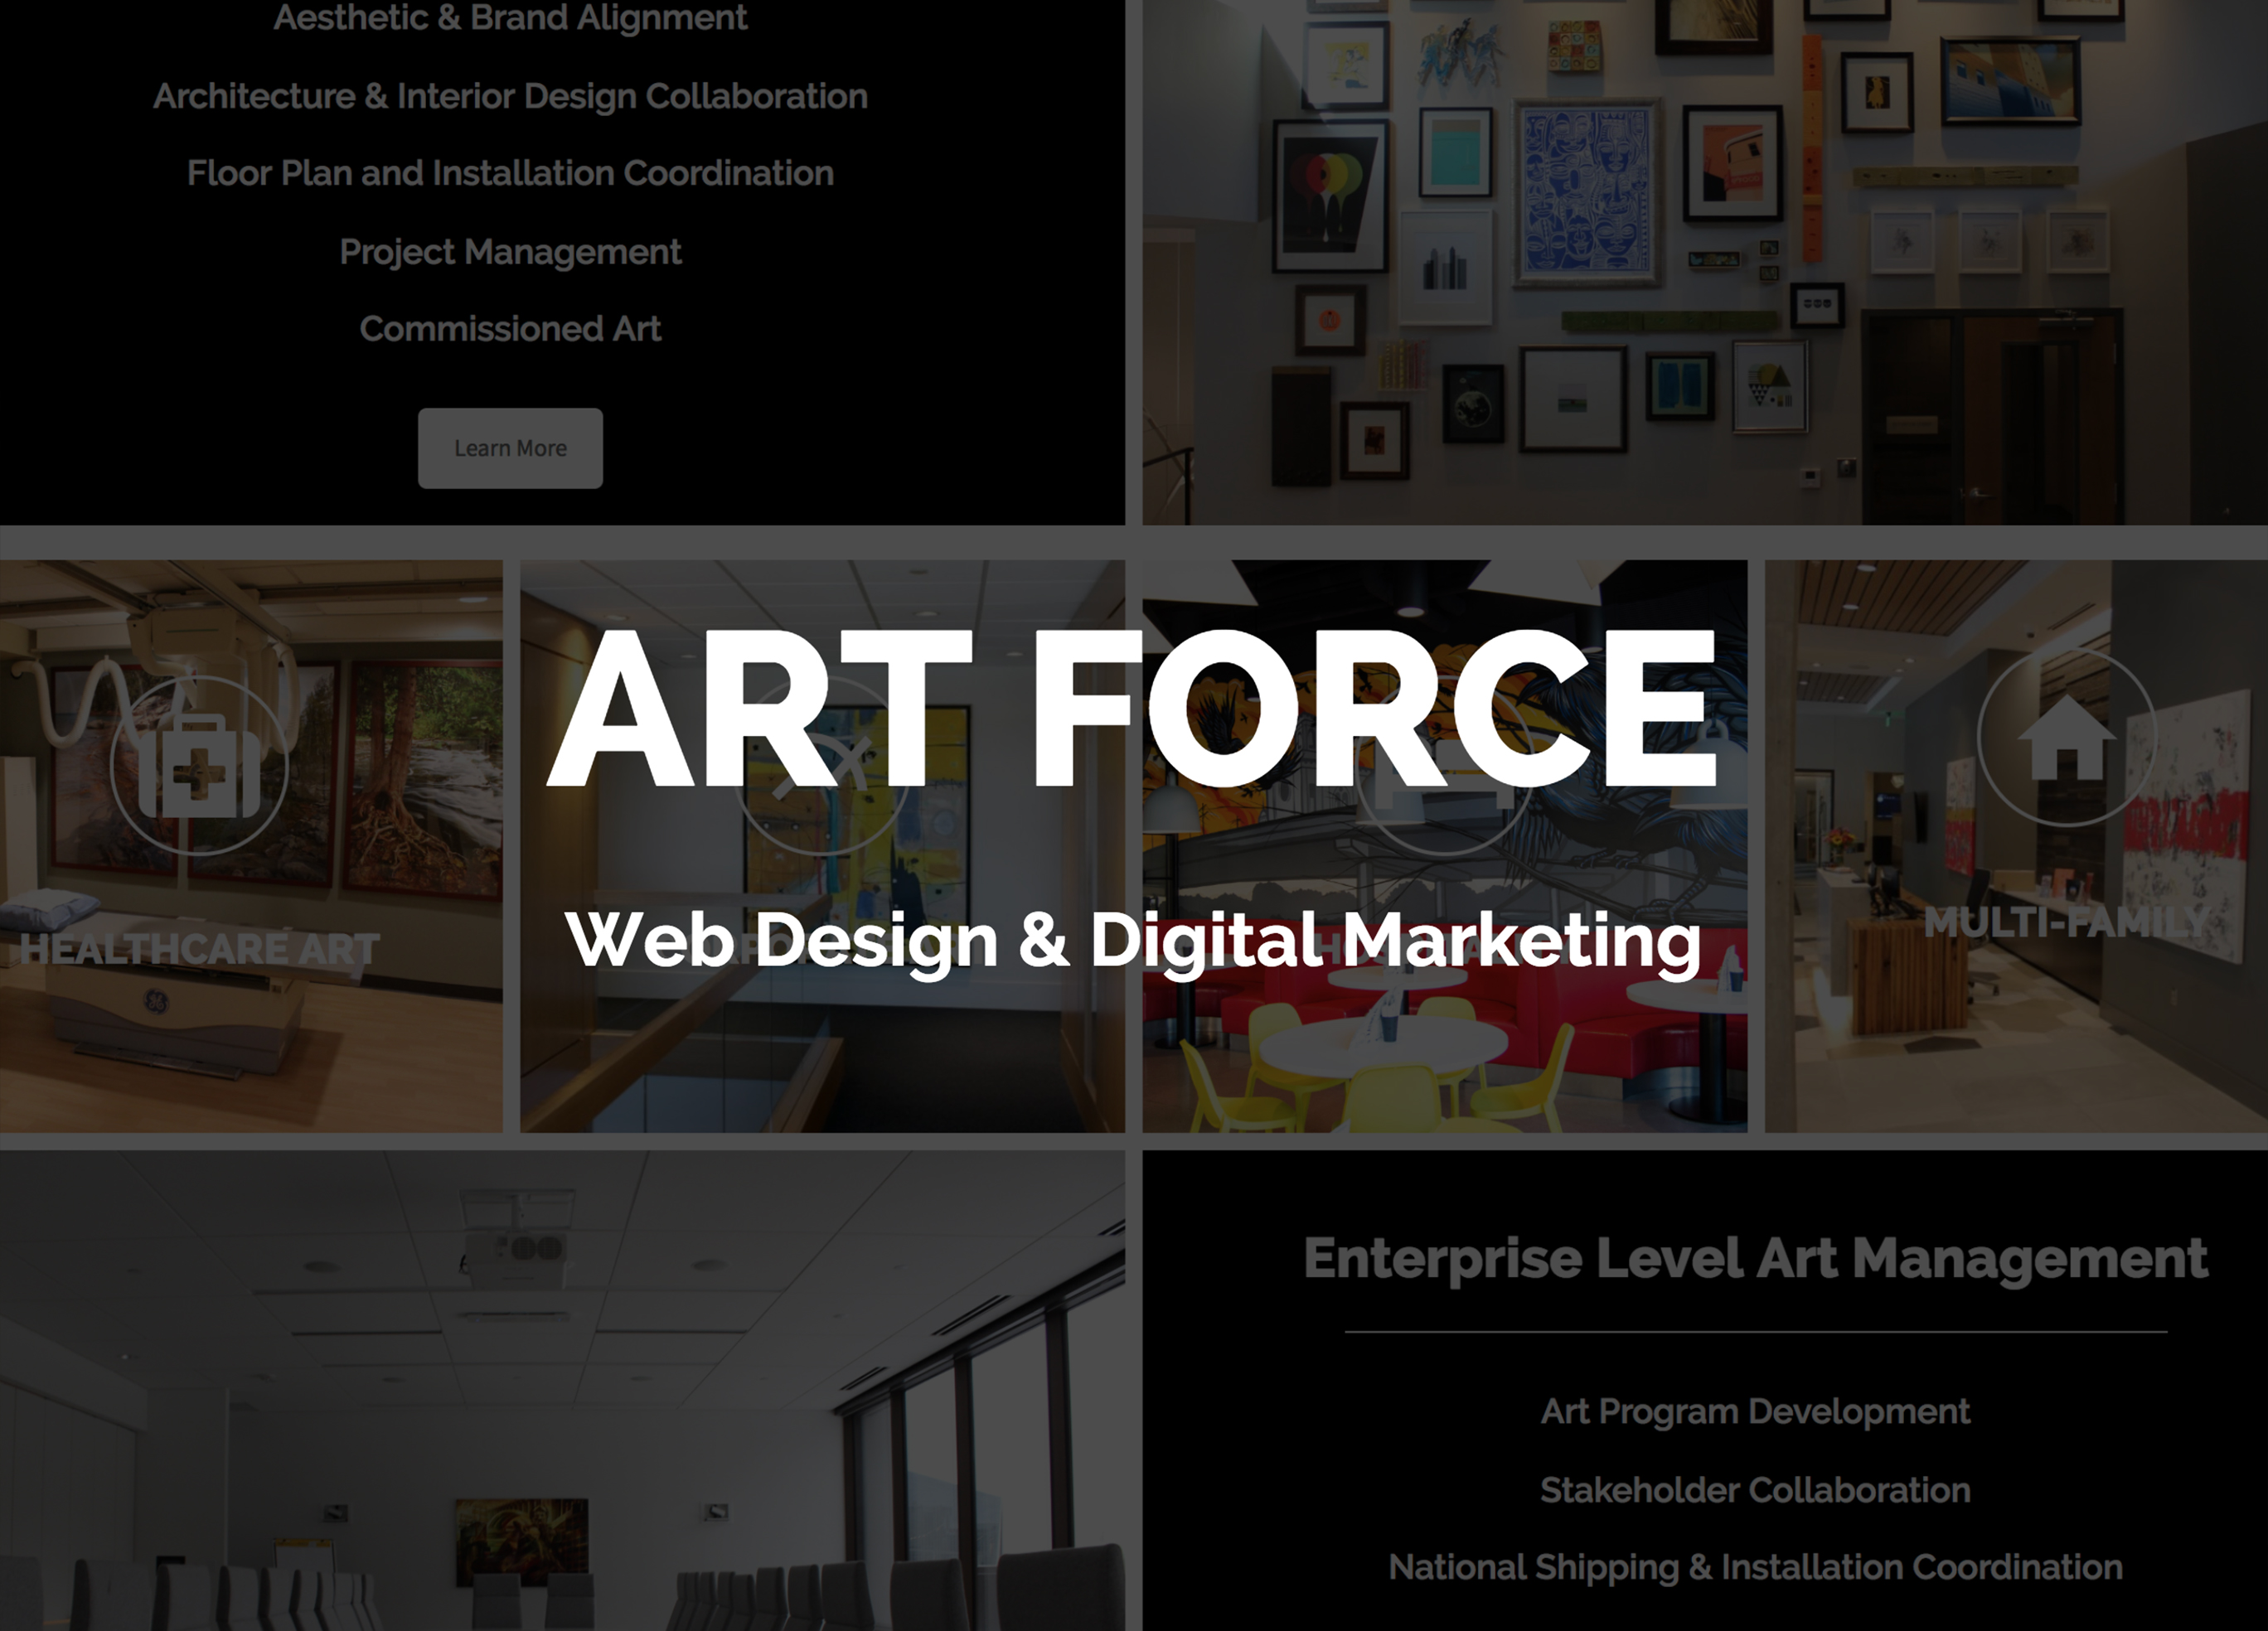 Aesthetic & Brand Alignment
Architecture & Interior Design Collaboration
Floor Plan and Installation Coordination
Project Management
Commissioned Art
Learn More
ART FORCE
Web Design & Digital Marketing
HEALTHCARE ART
MULTI-FAMILY
Enterprise Level Art Management
Art Program Development
Stakeholder Collaboration
National Shipping & Installation Coordination